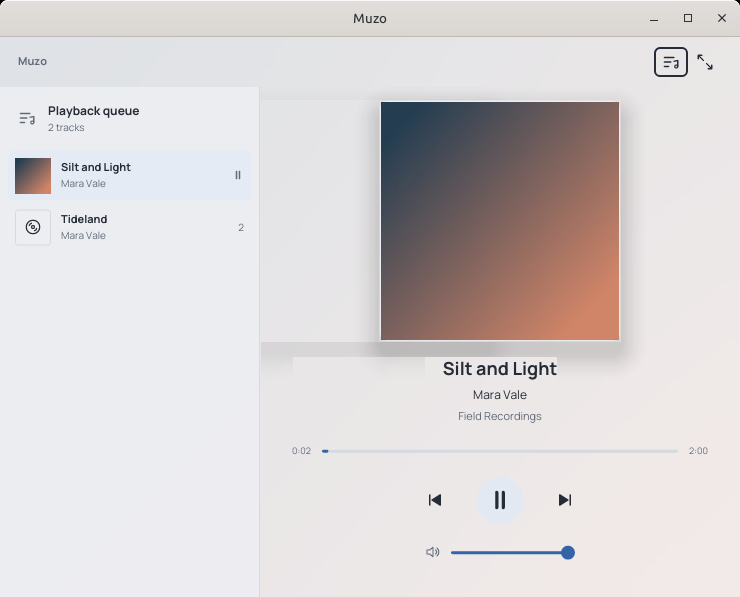 Muzo
Muzo
Playback queue
2 tracks
Silt and Light
Mara Vale
Tideland
Mara Vale
2
Silt and Light
Mara Vale
Field Recordings
0:02
2:00